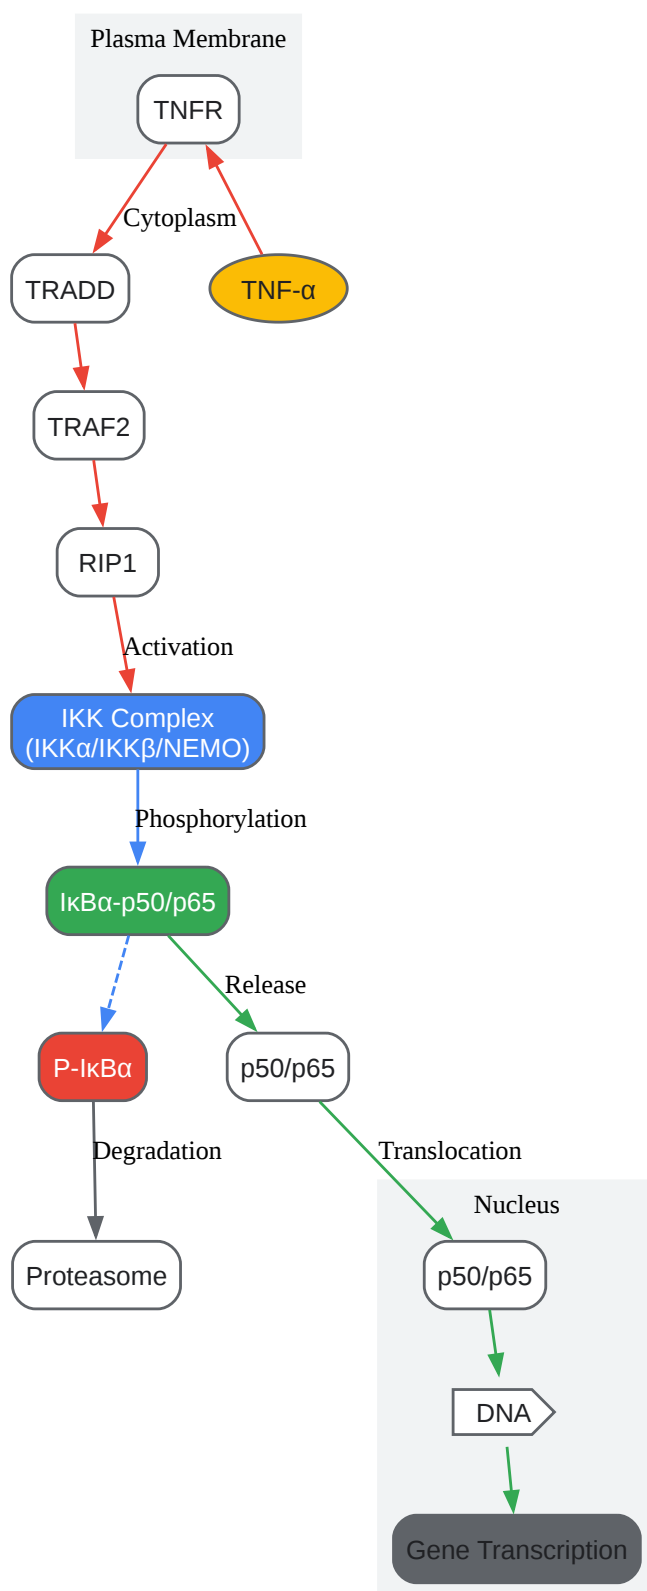 Plasma Membrane
TNFR
Cytoplasm
TRADD
TNF-α
TRAF2
RIP1
Activation
IKK Complex
(IKKα/IKKβ/NEMO)
Phosphorylation
IκBα-p50/p65
Release
P-IκBα
p50/p65
Degradation
Translocation
Nucleus
Proteasome
p50/p65
DNA
Gene Transcription